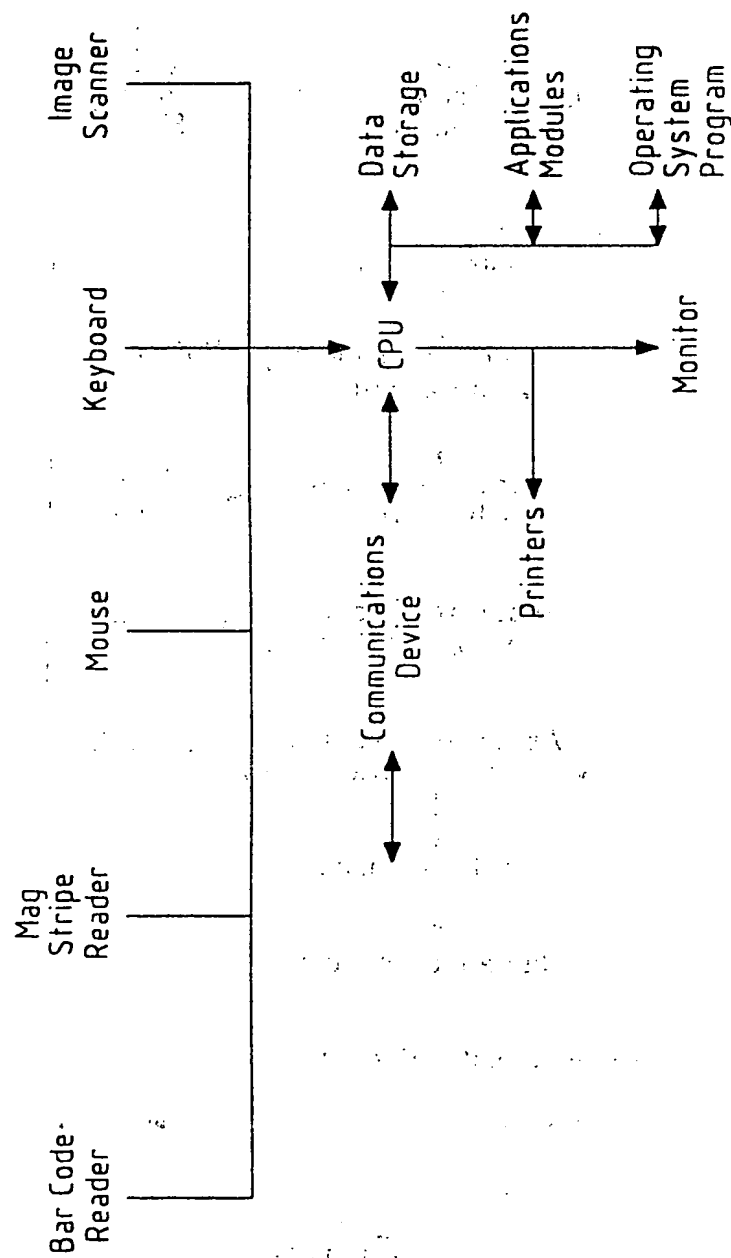 Bar Code-
Reader
Mag
Stripe
Reader
Mouse
Keyboard
Image
Scanner
Communications
Device
CPU
Data
Storage
Printers
Applications
Modules
Monitor
Operating
System
Program